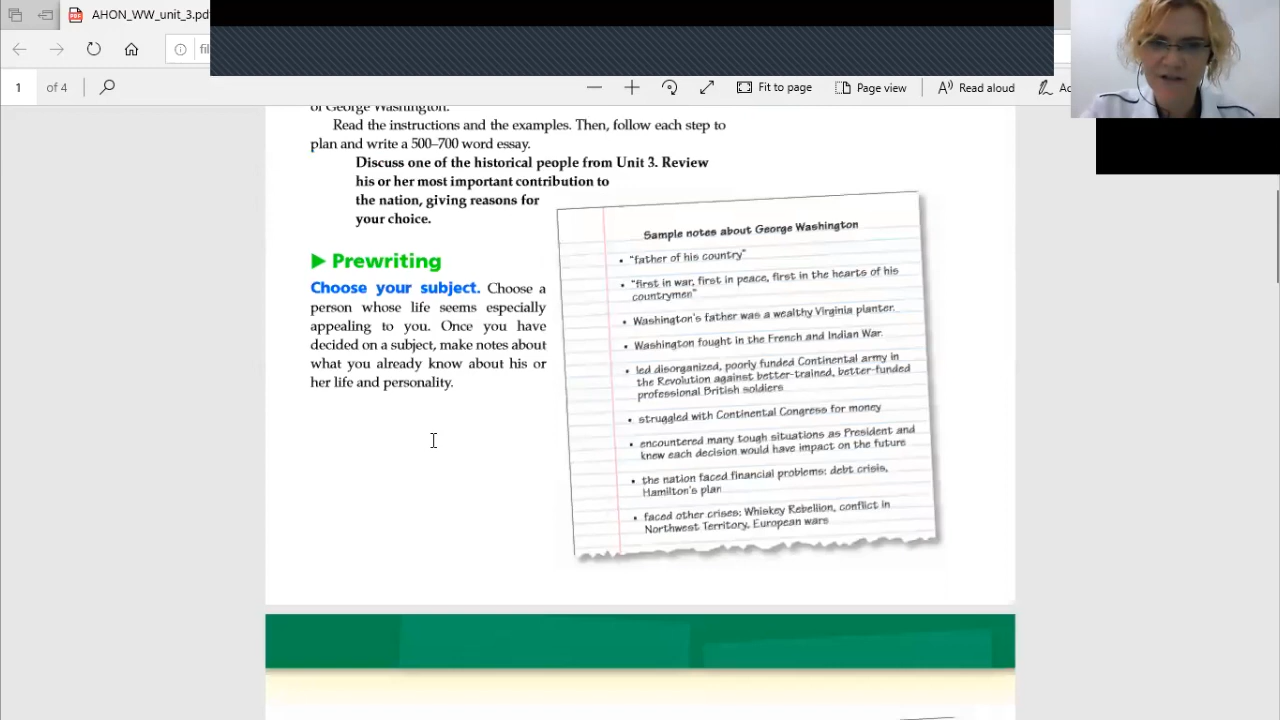 AHON_WW_unit_3.pd
fil
1 of 4
Fit to page
Page view
Read aloud
of George Washington.
Read the instructions and the examples. Then, follow each step to
plan and write a 500–700 word essay.
Discuss one of the historical people from Unit 3. Review
his or her most important contribution to
the nation, giving reasons for
your choice.
Prewriting
Choose your subject. Choose a
person whose life seems especially
appealing to you. Once you have
decided on a subject, make notes about
what you already know about his or
her life and personality.
Sample notes about George Washington
• "father of his country"
• "first in war, first in peace, first in the hearts of his
countrymen"
• Washington's father was a wealthy Virginia planter.
• Washington fought in the French and Indian War.
• led disorganized, poorly funded Continental army in
the Revolution against better-trained, better-funded
professional British soldiers
• struggled with Continental Congress for money
• encountered many tough situations as President and
knew each decision would have impact on the future
• the nation faced financial problems: debt crisis,
Hamilton's plan
• faced other crises: Whiskey Rebellion, conflict in
Northwest Territory, European wars